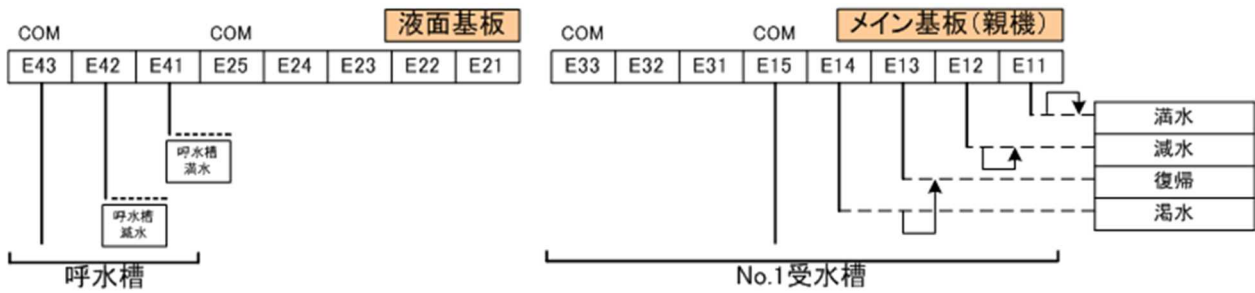 液面基板
メイン基板(親機)
COM COM COM COM
E43 E42 E41 E25 E24 E23 E22 E21
E33 E32 E31 E15 E14 E13 E12 E11
満水
減水
復帰
渇水
呼水槽
満水
呼水槽
減水
呼水槽
No.1受水槽